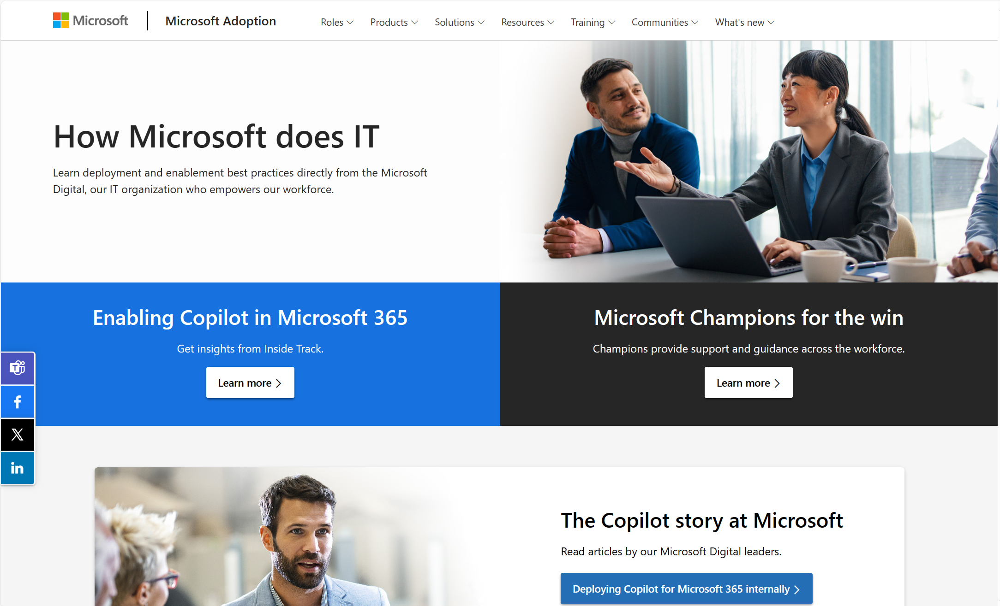 Microsoft
Microsoft Adoption
Roles
Products
Solutions
Resources
Training
Communities
What's new
How Microsoft does IT
Learn deployment and enablement best practices directly from the Microsoft
Digital, our IT organization who empowers our workforce.
Enabling Copilot in Microsoft 365
Get insights from Inside Track.
Learn more
Microsoft Champions for the win
Champions provide support and guidance across the workforce.
Learn more
T
f
X
in
The Copilot story at Microsoft
Read articles by our Microsoft Digital leaders.
Deploying Copilot for Microsoft 365 internally